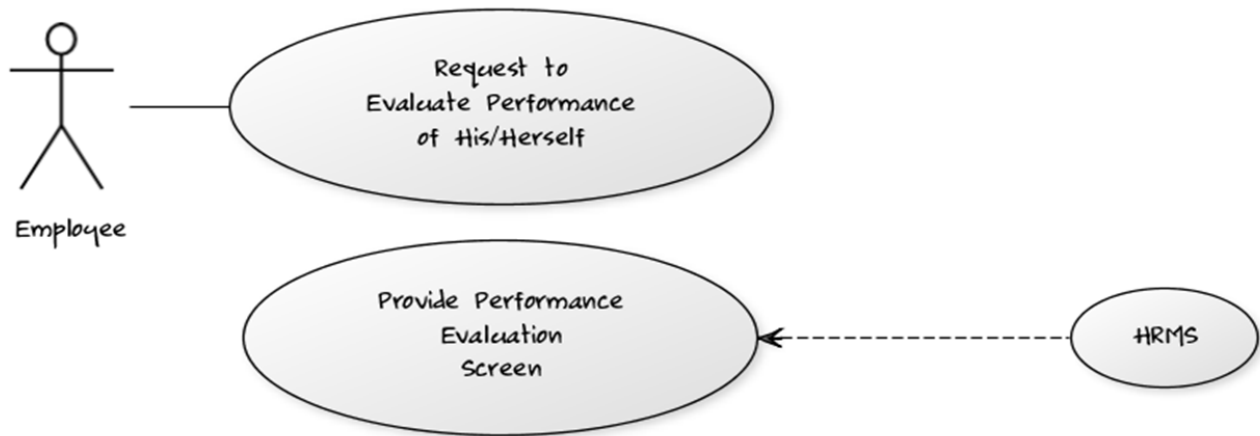 Request to
Evaluate Performance
of His/Herself
Employee
Provide Performance
Evaluation
Screen
HRMS